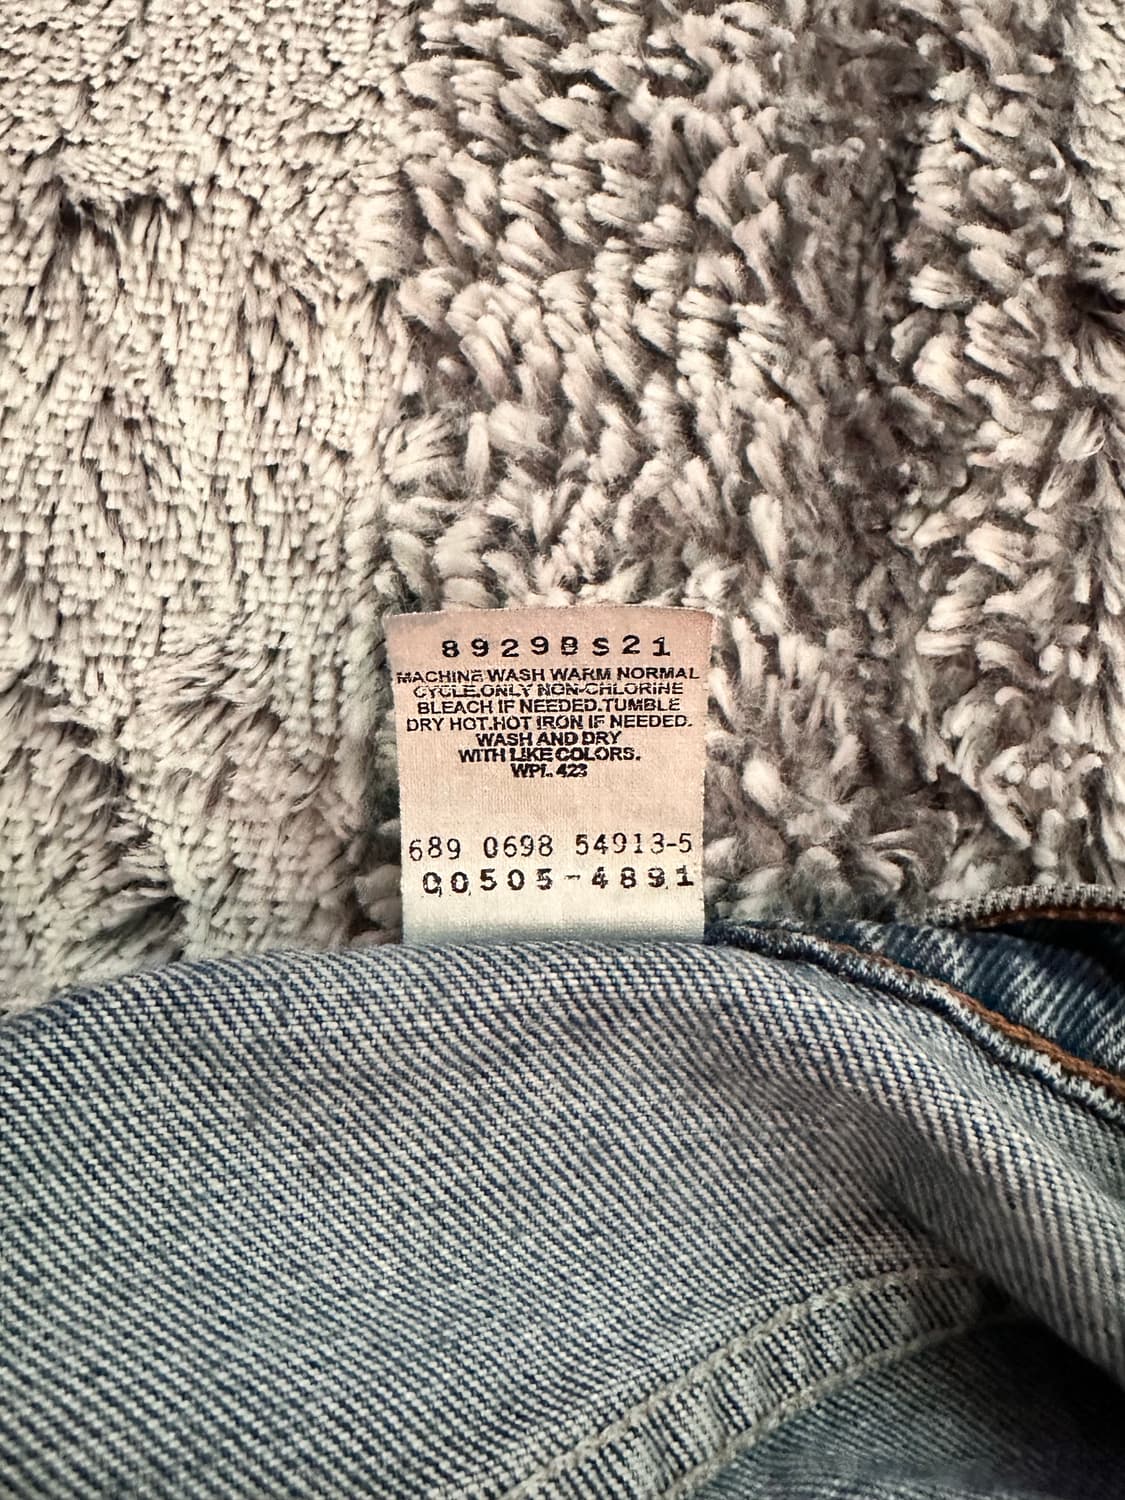 8929BS21
MACHINE WASH WARM NORMAL
CYCLE.ONLY NON-CHLORINE
BLEACH IF NEEDED.TUMBLE
DRY HOT.HOT IRON IF NEEDED.
WASH AND DRY
WITH LIKE COLORS.
WPL 423
689 0698 54913-5
00505-4891